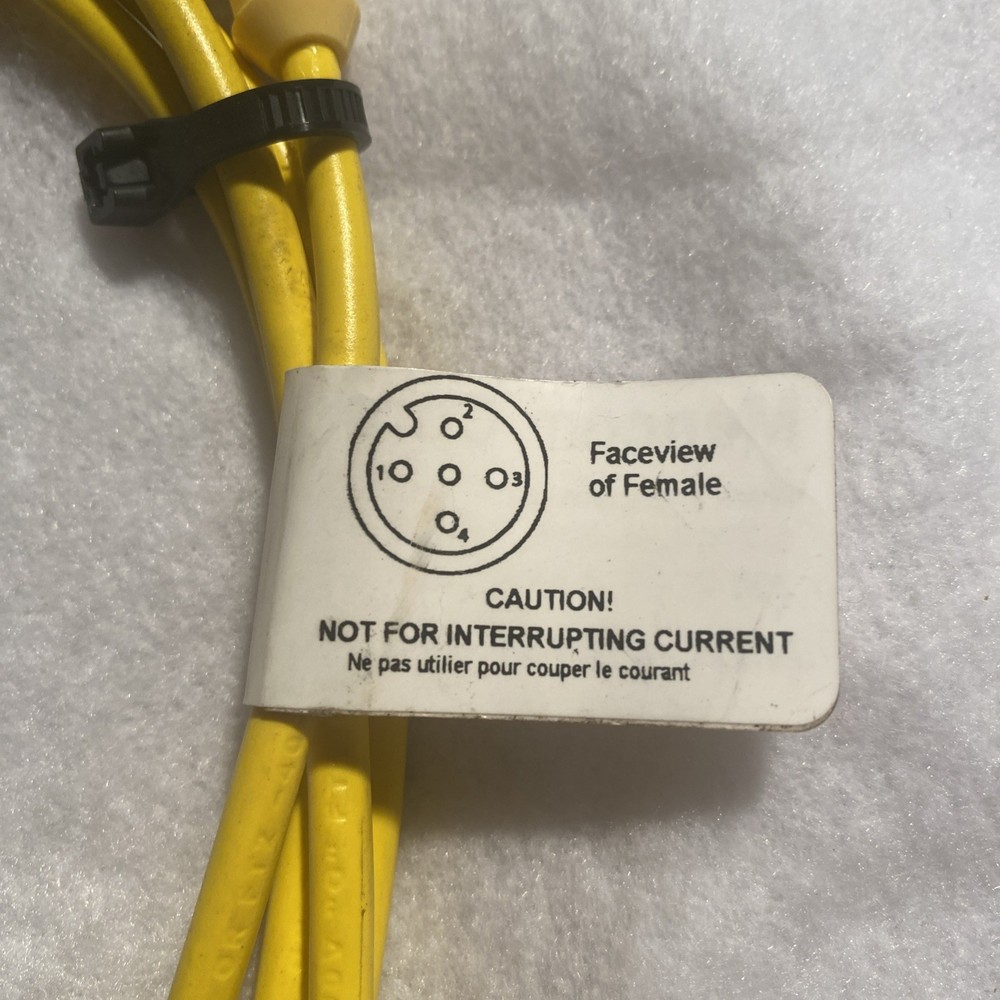 2
1
3
4
Faceview
of Female
CAUTION!
NOT FOR INTERRUPTING CURRENT
Ne pas utilier pour couper le courant